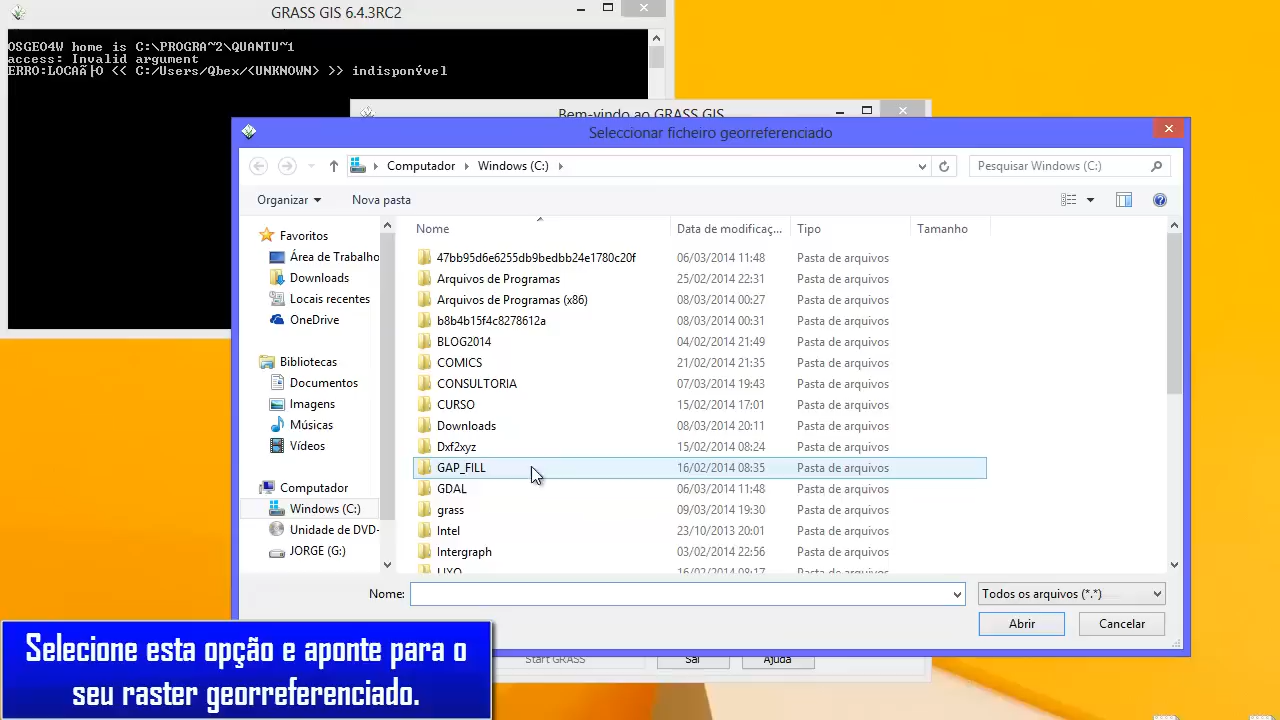 GRASS GIS 6.4.3RC2
OSGEO4W home is C:\PROGRA~2\QUANTU~1
access: Invalid argument
ERRO:LOCAã├O << C:/Users/Qbex/<UNKNOWN> >> indisponývel
Bem-vindo ao GRASS GIS
Seleccionar ficheiro georreferenciado
Computador Windows (C:) Pesquisar Windows (C:)
Organizar Nova pasta
Nome Data de modificaç... Tipo Tamanho
Favoritos
Área de Trabalho
Downloads
Locais recentes
OneDrive
Bibliotecas
Documentos
Imagens
Músicas
Vídeos
Computador
Windows (C:)
Unidade de DVD-
JORGE (G:)
47bb95d6e6255db9bedbb24e1780c20f 06/03/2014 11:48 Pasta de arquivos
Arquivos de Programas 25/02/2014 22:31 Pasta de arquivos
Arquivos de Programas (x86) 08/03/2014 00:27 Pasta de arquivos
b8b4b15f4c8278612a 08/03/2014 00:31 Pasta de arquivos
BLOG2014 04/02/2014 21:49 Pasta de arquivos
COMICS 21/02/2014 21:35 Pasta de arquivos
CONSULTORIA 07/03/2014 19:43 Pasta de arquivos
CURSO 15/02/2014 17:01 Pasta de arquivos
Downloads 08/03/2014 20:11 Pasta de arquivos
Dxf2xyz 15/02/2014 08:24 Pasta de arquivos
GAP_FILL 16/02/2014 08:35 Pasta de arquivos
GDAL 06/03/2014 11:48 Pasta de arquivos
grass 09/03/2014 19:30 Pasta de arquivos
Intel 23/10/2013 20:01 Pasta de arquivos
Intergraph 03/02/2014 22:56 Pasta de arquivos
LIXO 16/02/2014 08:17 Pasta de arquivos
Nome: Todos os arquivos (*.*)
Abrir Cancelar
Start GRASS Sai Ajuda
Selecione esta opção e aponte para o
seu raster georreferenciado.